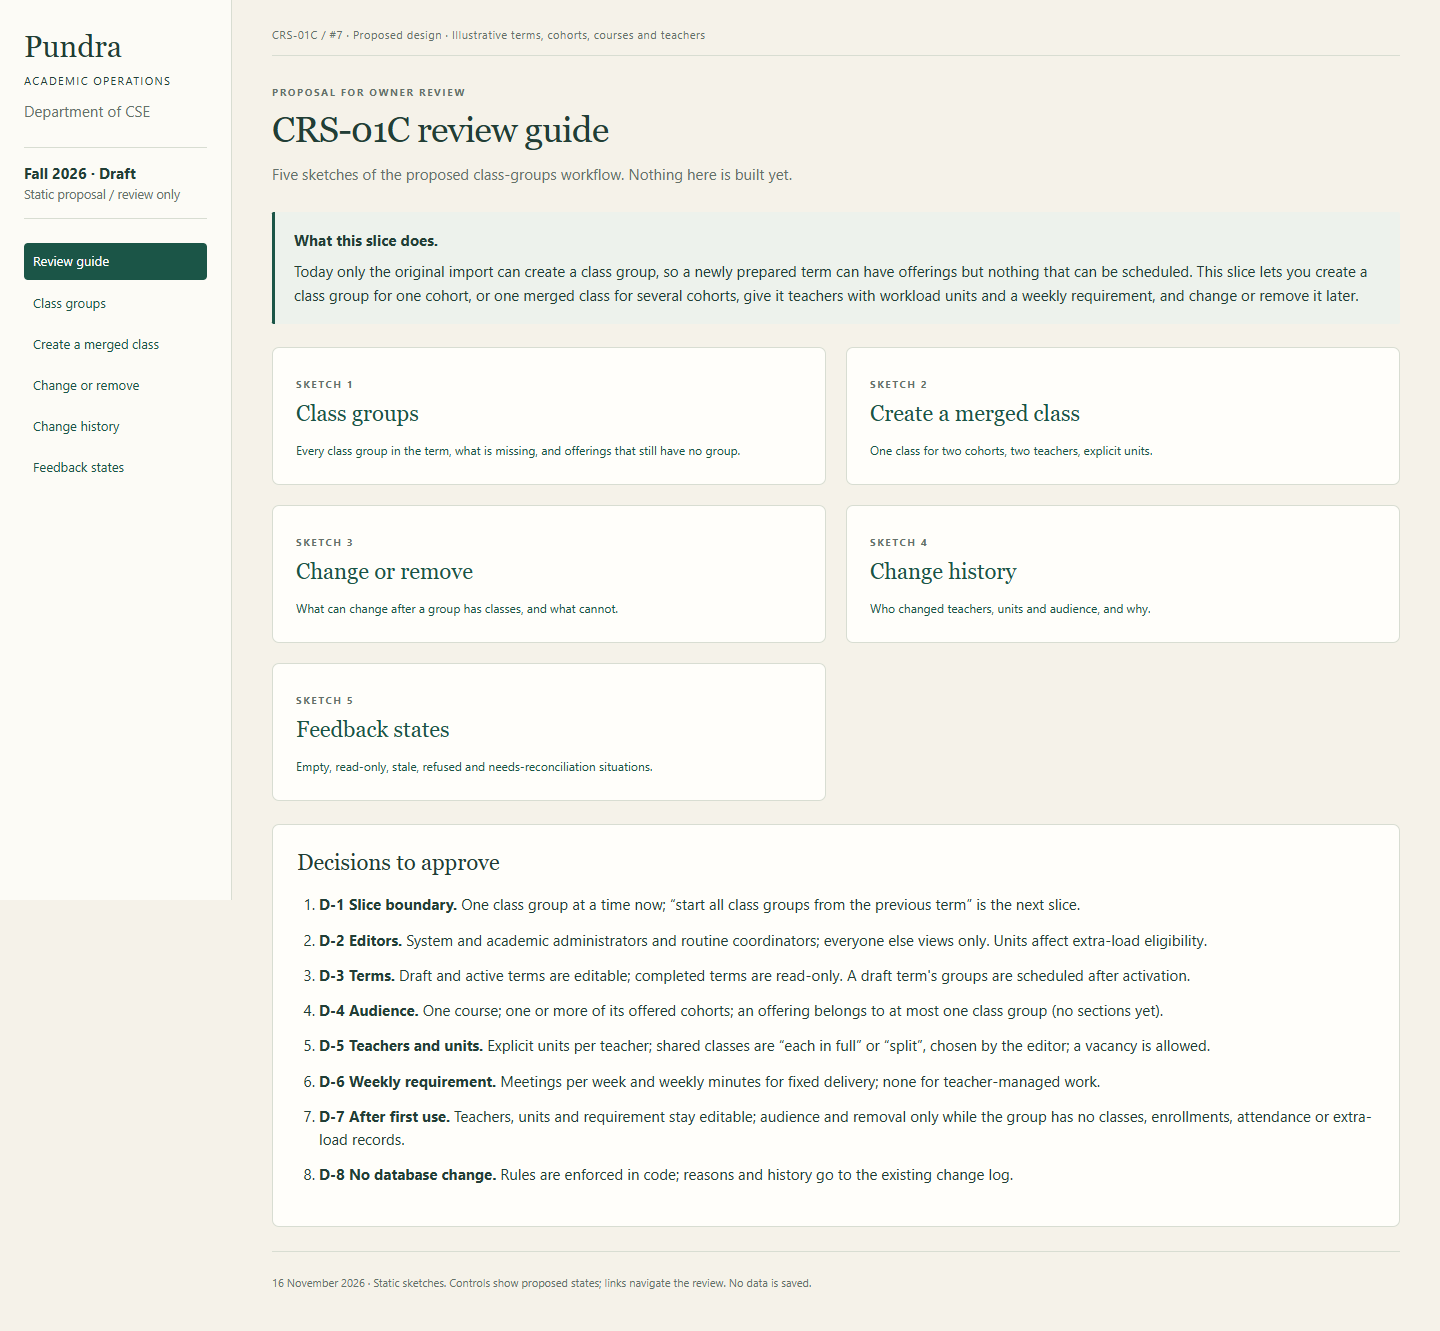 Pundra
ACADEMIC OPERATIONS
Department of CSE
Fall 2026 · Draft
Static proposal / review only
Review guide
Class groups
Create a merged class
Change or remove
Change history
Feedback states
CRS-01C / #7 · Proposed design · Illustrative terms, cohorts, courses and teachers
PROPOSAL FOR OWNER REVIEW
CRS-01C review guide
Five sketches of the proposed class-groups workflow. Nothing here is built yet.
What this slice does.
Today only the original import can create a class group, so a newly prepared term can have offerings but nothing that can be scheduled. This slice lets you create a
class group for one cohort, or one merged class for several cohorts, give it teachers with workload units and a weekly requirement, and change or remove it later.
SKETCH 1
Class groups
Every class group in the term, what is missing, and offerings that still have no group.
SKETCH 2
Create a merged class
One class for two cohorts, two teachers, explicit units.
SKETCH 3
Change or remove
What can change after a group has classes, and what cannot.
SKETCH 4
Change history
Who changed teachers, units and audience, and why.
SKETCH 5
Feedback states
Empty, read-only, stale, refused and needs-reconciliation situations.
Decisions to approve
1. D-1 Slice boundary. One class group at a time now; “start all class groups from the previous term” is the next slice.
2. D-2 Editors. System and academic administrators and routine coordinators; everyone else views only. Units affect extra-load eligibility.
3. D-3 Terms. Draft and active terms are editable; completed terms are read-only. A draft term's groups are scheduled after activation.
4. D-4 Audience. One course; one or more of its offered cohorts; an offering belongs to at most one class group (no sections yet).
5. D-5 Teachers and units. Explicit units per teacher; shared classes are “each in full” or “split”, chosen by the editor; a vacancy is allowed.
6. D-6 Weekly requirement. Meetings per week and weekly minutes for fixed delivery; none for teacher-managed work.
7. D-7 After first use. Teachers, units and requirement stay editable; audience and removal only while the group has no classes, enrollments, attendance or extra-
load records.
8. D-8 No database change. Rules are enforced in code; reasons and history go to the existing change log.
16 November 2026 · Static sketches. Controls show proposed states; links navigate the review. No data is saved.